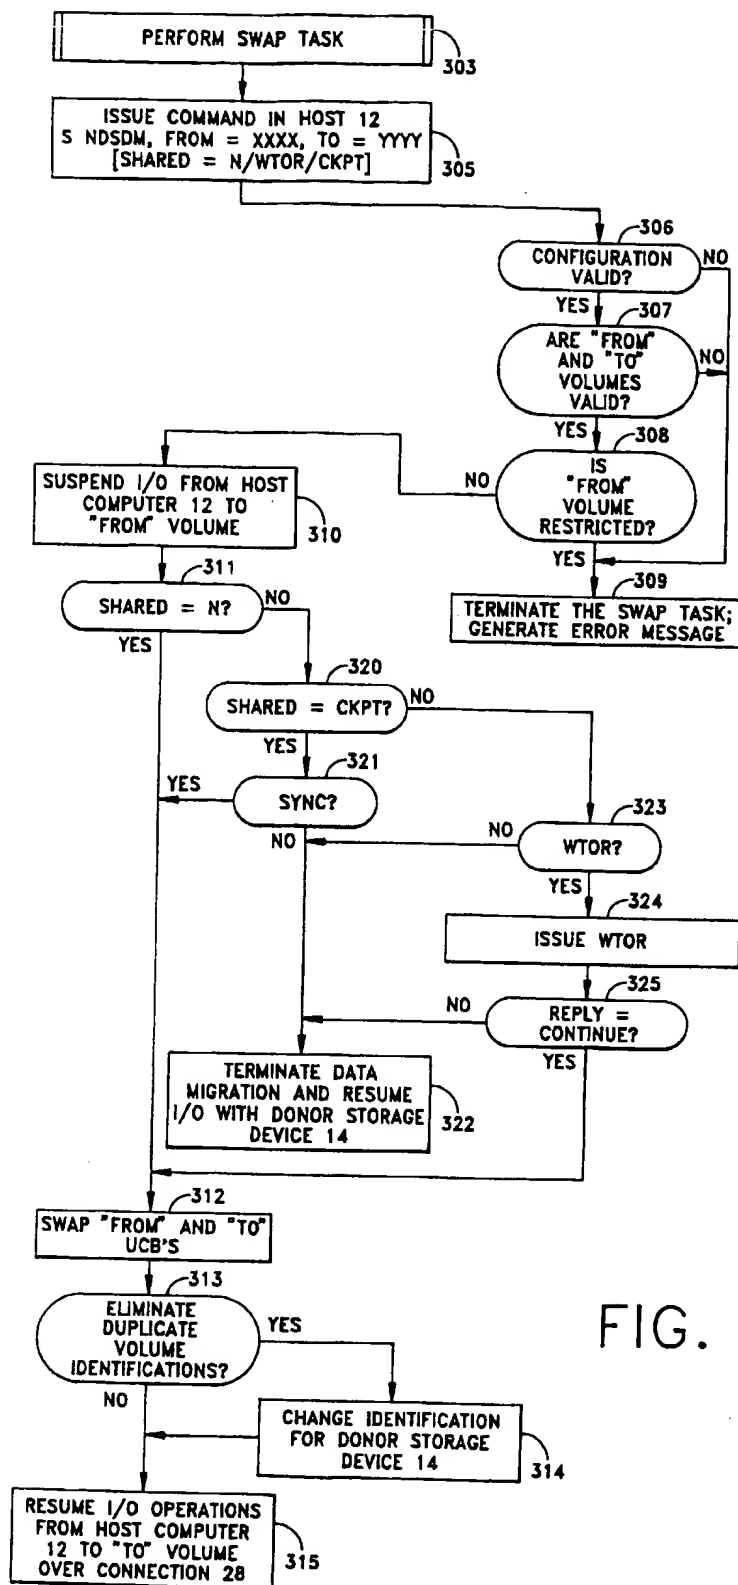 PERFORM SWAP TASK
303
ISSUE COMMAND IN HOST 12
S NDSDM, FROM = XXXX, TO = YYYY
[SHARED = N/WTOR/CKPT]
305
306
CONFIGURATION
VALID?
NO
YES
307
ARE "FROM"
AND "TO"
VOLUMES
VALID?
NO
YES
308
IS
"FROM"
VOLUME
RESTRICTED?
NO
YES
309
TERMINATE THE SWAP TASK;
GENERATE ERROR MESSAGE
SUSPEND I/O FROM HOST
COMPUTER 12 TO
"FROM" VOLUME
310
311
SHARED = N?
NO
YES
320
SHARED = CKPT?
NO
YES
321
SYNC?
YES
NO
323
WTOR?
NO
YES
324
ISSUE WTOR
325
REPLY =
CONTINUE?
NO
YES
TERMINATE DATA
MIGRATION AND RESUME
I/O WITH DONOR STORAGE
DEVICE 14
322
312
SWAP "FROM" AND "TO"
UCB'S
313
ELIMINATE
DUPLICATE
VOLUME
IDENTIFICATIONS?
YES
NO
CHANGE IDENTIFICATION
FOR DONOR STORAGE
DEVICE 14
314
RESUME I/O OPERATIONS
FROM HOST COMPUTER
12 TO "TO" VOLUME
OVER CONNECTION 28
315
FIG.